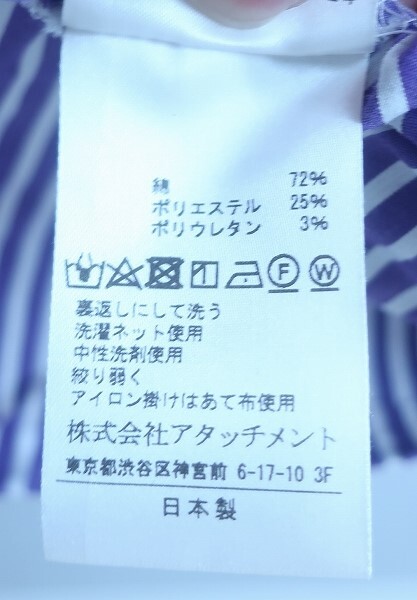 綿 72%
ポリエステル 25%
ポリウレタン 3%
F W
裏返しにして洗う
洗濯ネット使用
中性洗剤使用
絞り弱く
アイロン掛けはあて布使用
株式会社アタッチメント
東京都渋谷区神宮前 6-17-10 3F
日本製